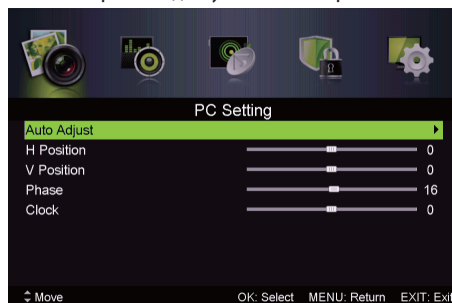 PC Setting
Auto Adjust
H Position 0
V Position 0
Phase 16
Clock 0
Move OK: Select MENU: Return EXIT: Exit